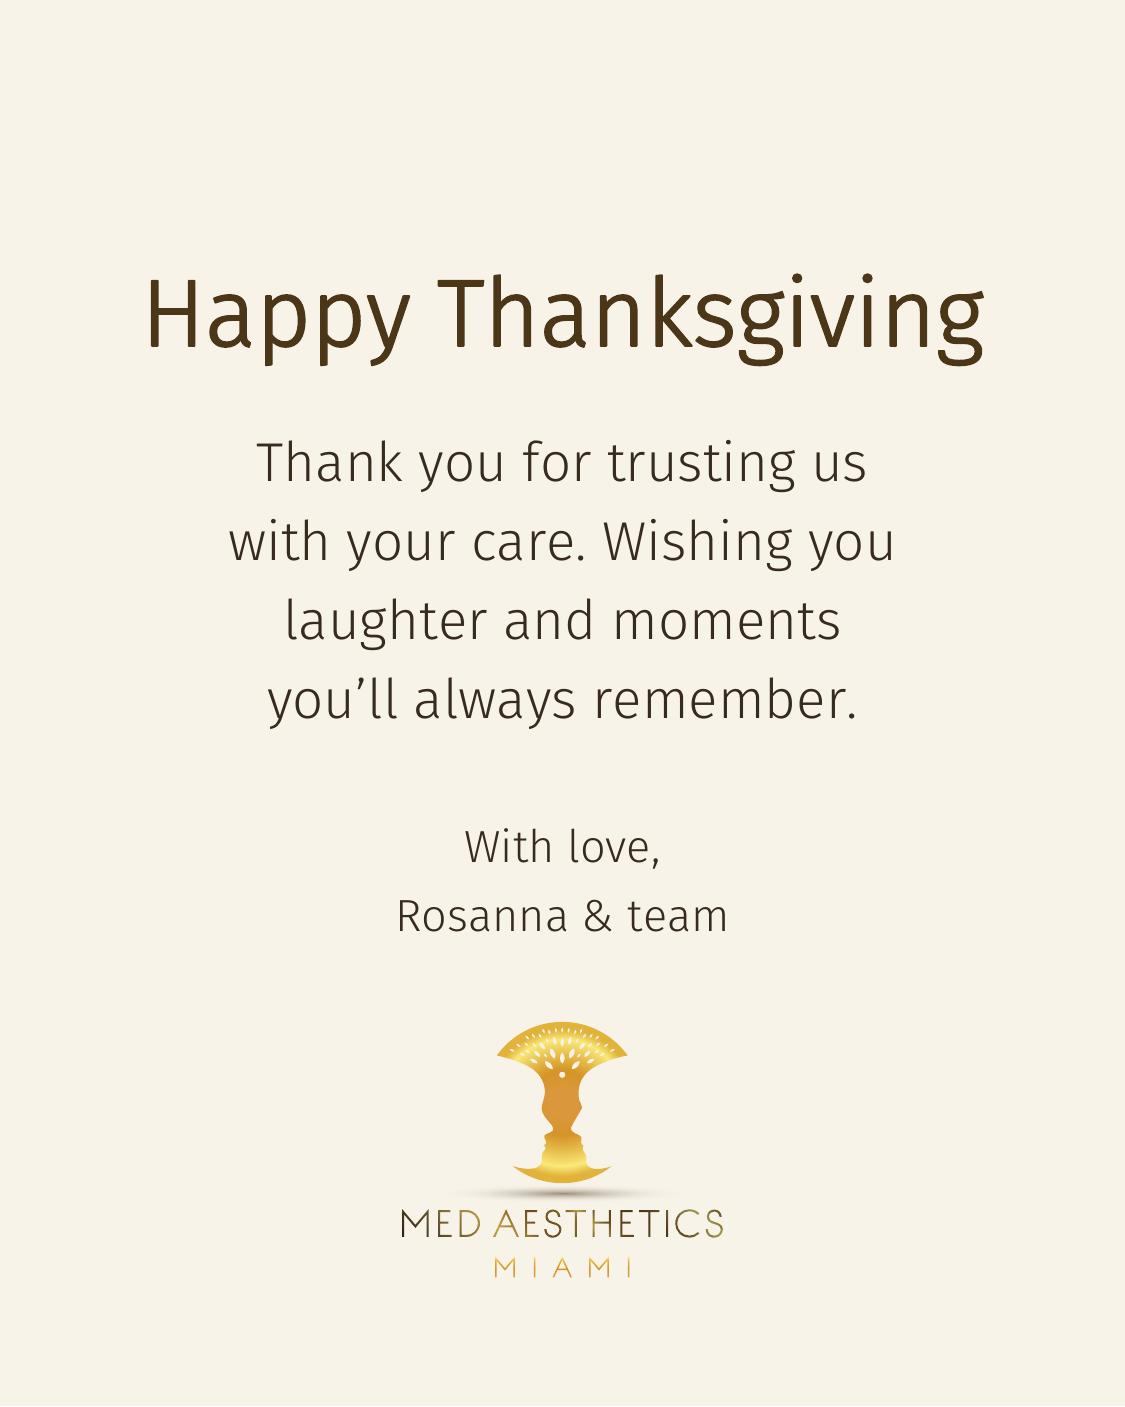 Happy Thanksgiving
Thank you for trusting us
with your care. Wishing you
laughter and moments
you’ll always remember.
With love,
Rosanna & team
MED AESTHETICS
MIAMI